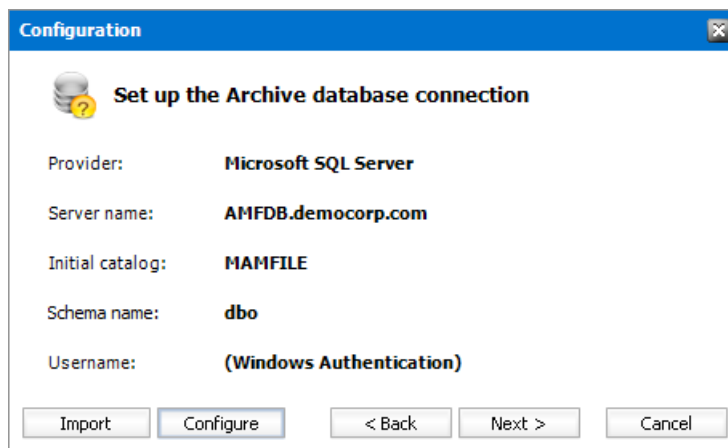 Configuration
Set up the Archive database connection
Provider: Microsoft SQL Server
Server name: AMFDB.democorp.com
Initial catalog: MAMFILE
Schema name: dbo
Username: (Windows Authentication)
Import Configure < Back Next > Cancel